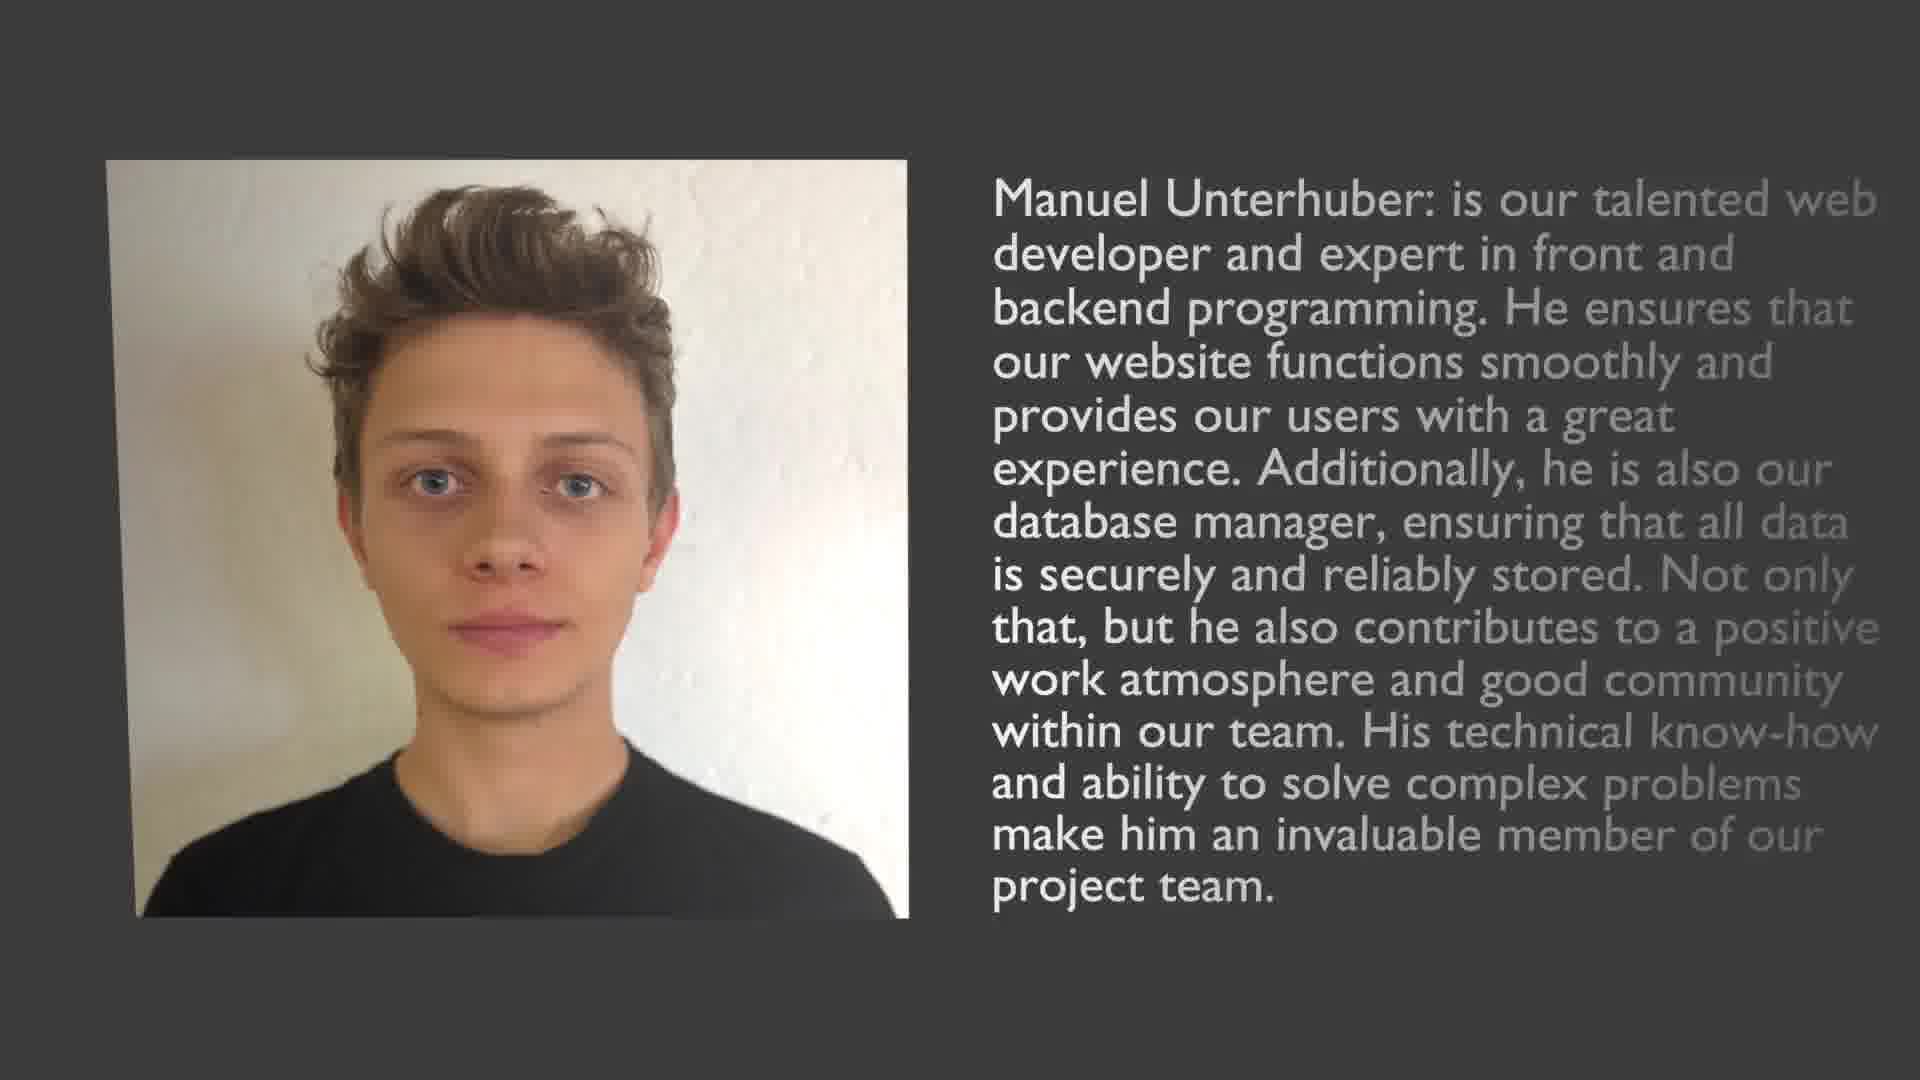 Manuel Unterhuber: is our talented web
developer and expert in front and
backend programming. He ensures that
our website functions smoothly and
provides our users with a great
experience. Additionally, he is also our
database manager, ensuring that all data
is securely and reliably stored. Not only
that, but he also contributes to a positive
work atmosphere and good community
within our team. His technical know-how
and ability to solve complex problems
make him an invaluable member of our
project team.